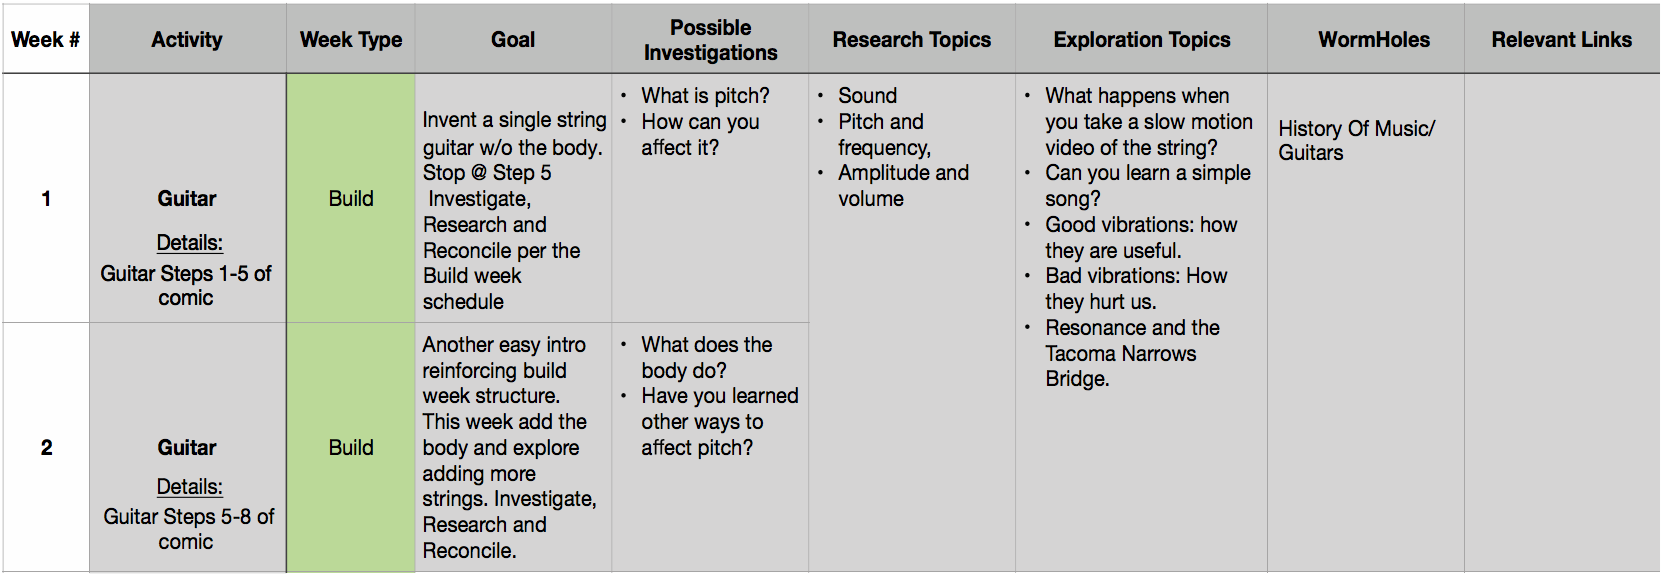 Week #
Activity
Week Type
Goal
Possible
Investigations
Research Topics
Exploration Topics
WormHoles
Relevant Links
1
Guitar
Details:
Guitar Steps 1-5 of
comic
Build
Invent a single string
guitar w/o the body.
Stop @ Step 5
Investigate,
Research and
Reconcile per the
Build week
schedule
• What is pitch?
• How can you
affect it?
• Sound
• Pitch and
frequency,
• Amplitude and
volume
• What happens when
you take a slow motion
video of the string?
• Can you learn a simple
song?
• Good vibrations: how
they are useful.
• Bad vibrations: How
they hurt us.
• Resonance and the
Tacoma Narrows
Bridge.
History Of Music/
Guitars
2
Guitar
Details:
Guitar Steps 5-8 of
comic
Build
Another easy intro
reinforcing build
week structure.
This week add the
body and explore
adding more
strings. Investigate,
Research and
Reconcile.
• What does the
body do?
• Have you learned
other ways to
affect pitch?